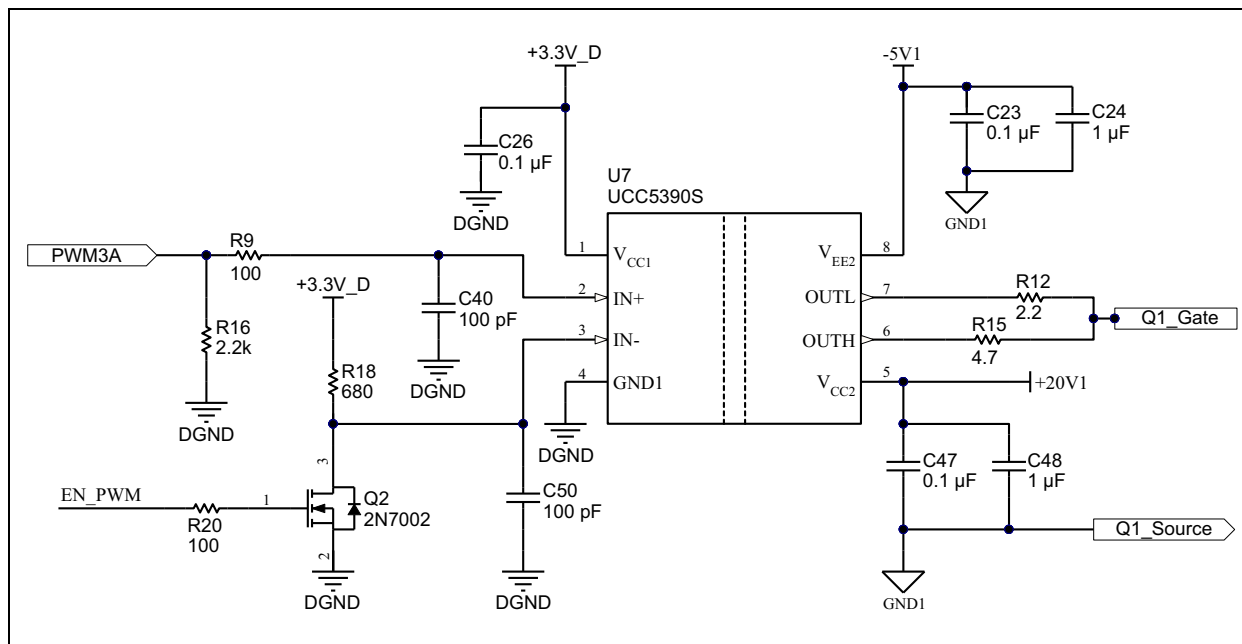 +3.3V_D
-5V1
C26
0.1 µF
DGND
C23
0.1 µF
C24
1 µF
GND1
U7
UCC5390S
PWM3A
R9
100
1
VCC1
VEE2
8
+3.3V_D
C40
100 pF
DGND
2
IN+
OUTL
7
R12
2.2
Q1_Gate
R16
2.2k
DGND
3
IN-
OUTH
6
R15
4.7
R18
680
4
GND1
DGND
VCC2
5
+20V1
3
EN_PWM
R20
100
1
Q2
2N7002
2
DGND
C50
100 pF
DGND
C47
0.1 µF
C48
1 µF
Q1_Source
GND1